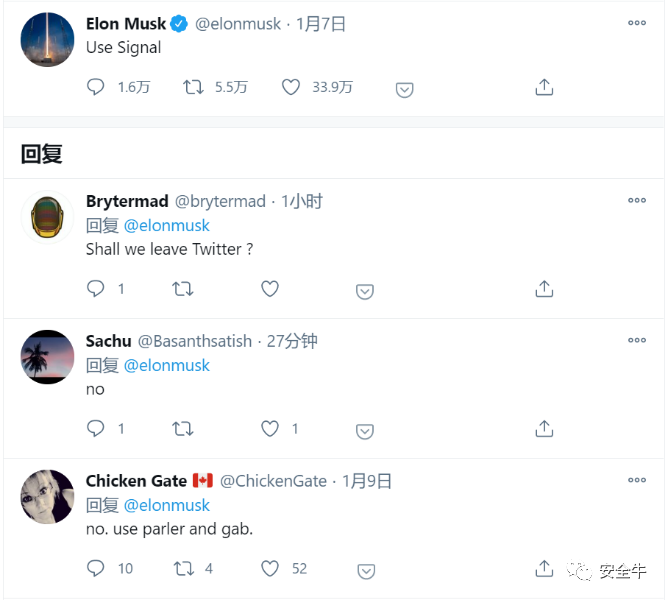 Elon Musk @elonmusk · 1月7日
Use Signal
1.6万 5.5万 33.9万
回复
Brytermad @brytermad · 1小时
回复 @elonmusk
Shall we leave Twitter ?
1
Sachu @Basanthsatish · 27分钟
回复 @elonmusk
no
1 1
Chicken Gate @ChickenGate · 1月9日
回复 @elonmusk
no. use parler and gab.
10 4 52
安全牛